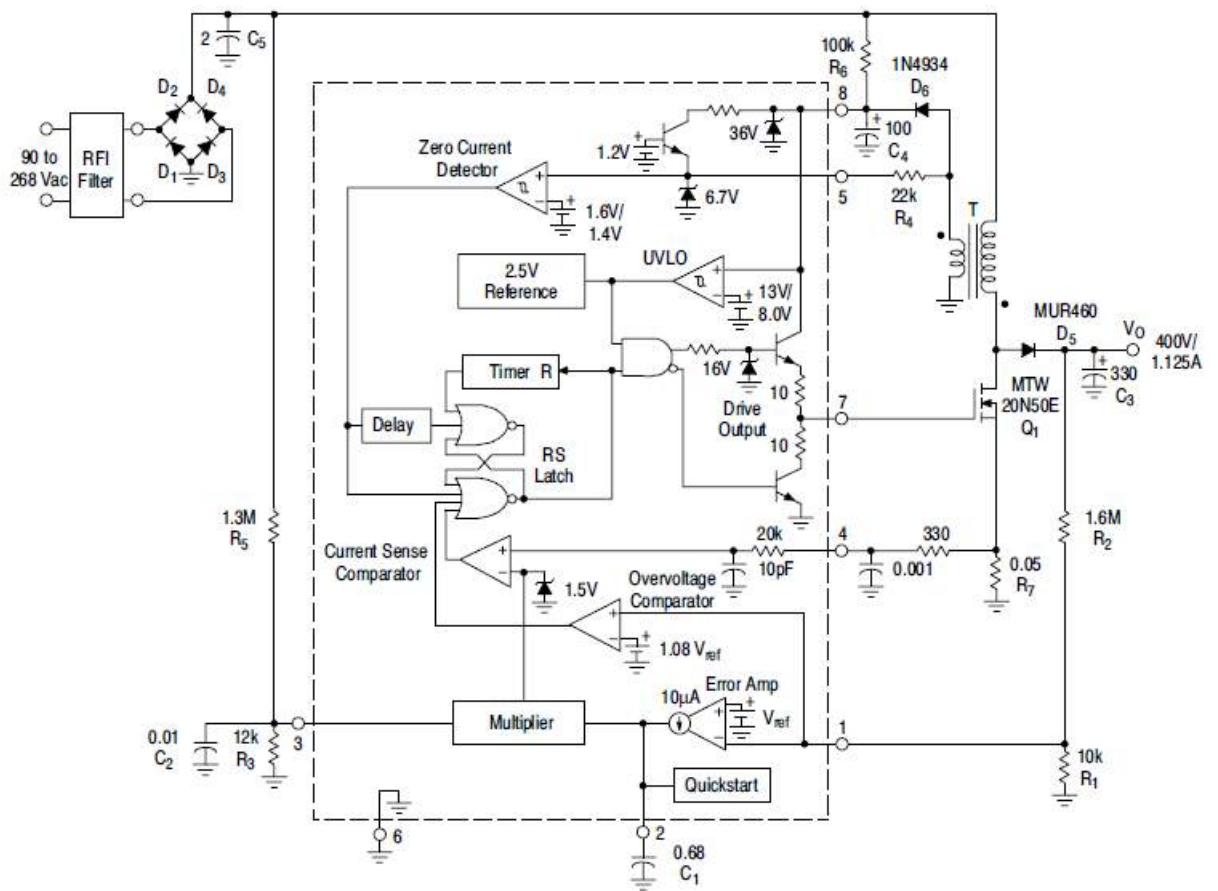 2
C5
100k
R6
1N4934
D6
8
D2
D4
D1
D3
RFI
Filter
90 to
268 Vac
1.2V
36V
+
100
C4
Zero Current
Detector
+
−
1.6V/
1.4V
6.7V
5
22k
R4
T
2.5V
Reference
UVLO
+
−
13V/
8.0V
MUR460
D5
VO
400V/
1.125A
330
C3
Timer R
16V
10
7
MTW
20N50E
Q1
Drive
Output
10
Delay
RS
Latch
1.3M
R5
1.6M
R2
20k
10pF
4
330
0.001
0.05
R7
Current Sense
Comparator
+
−
1.5V
Overvoltage
Comparator
+
−
1.08 Vref
10µA
Error Amp
+
−
Vref
1
Multiplier
3
0.01
C2
12k
R3
10k
R1
Quickstart
6
2
0.68
C1